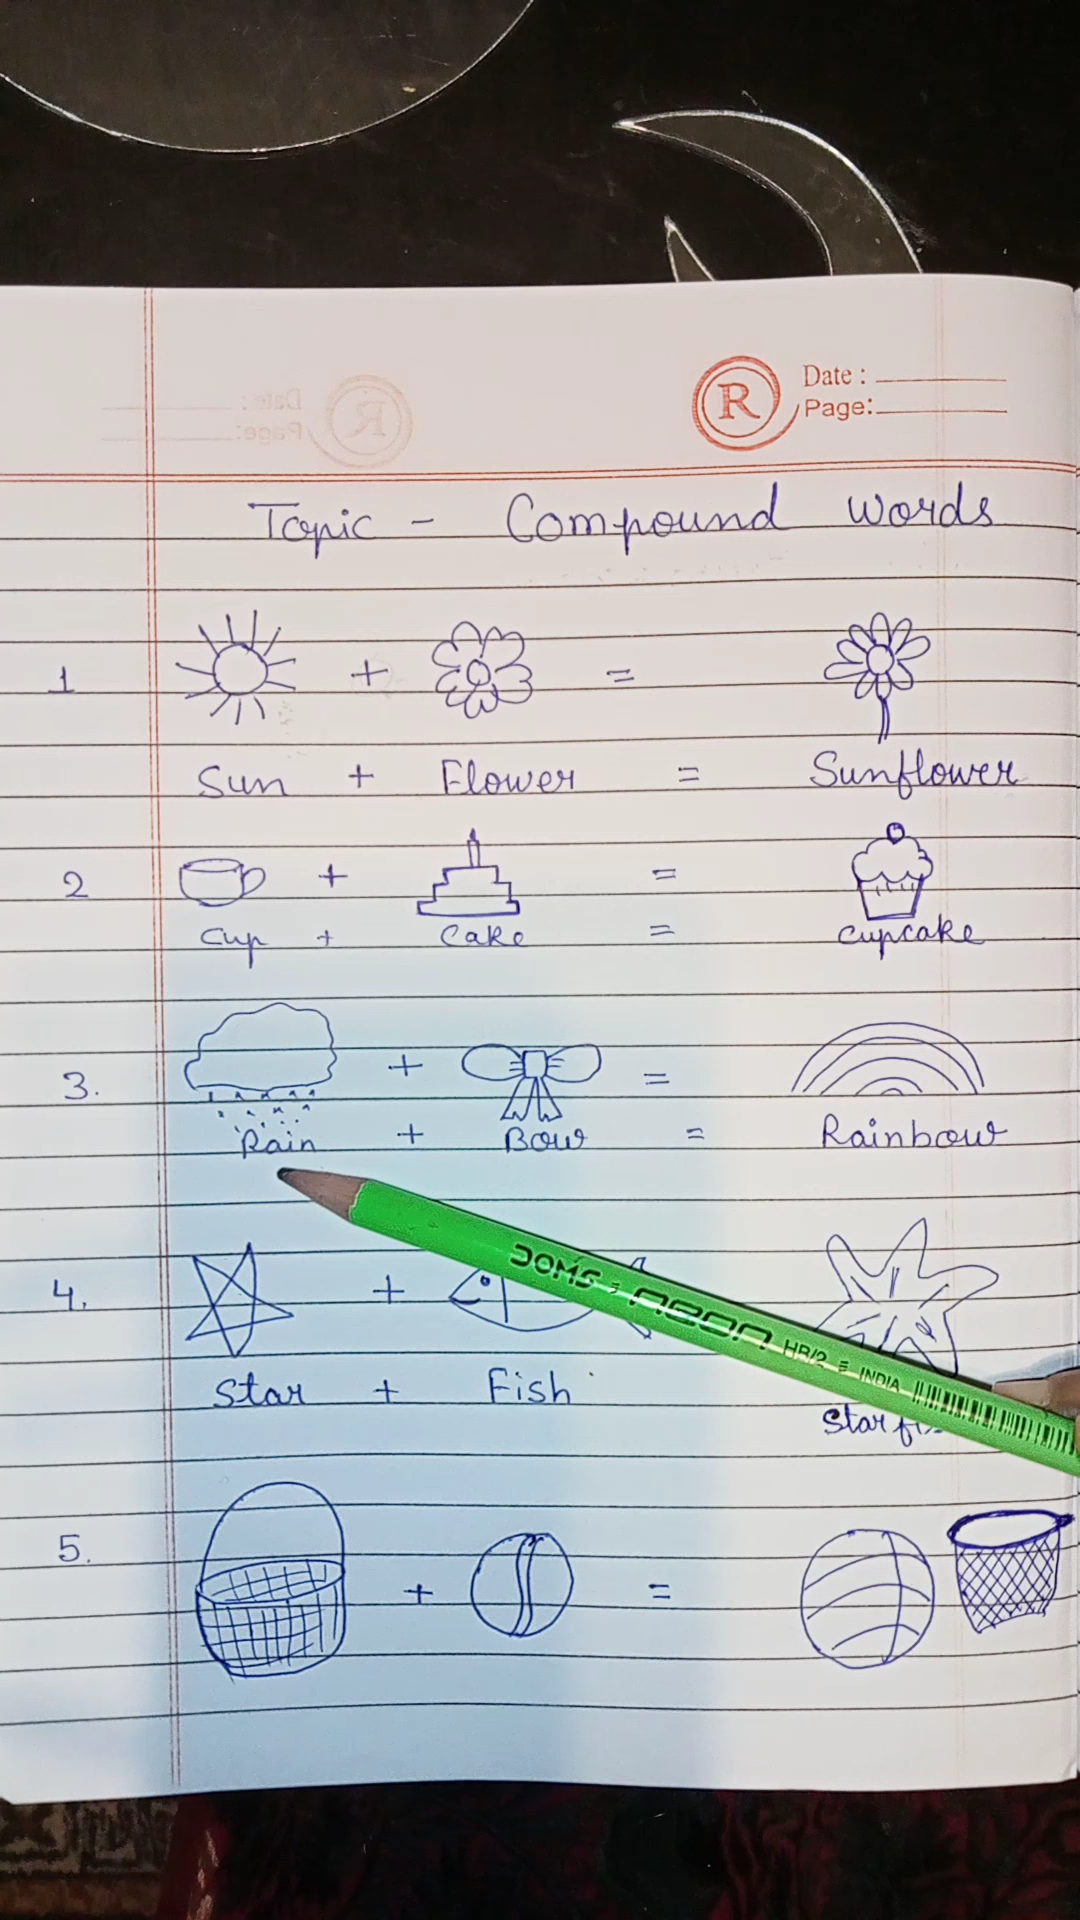 R Date :
Page:
Topic - Compound Words
1 + =
Sun + Flower = Sunflower
2 + =
Cup + Cake = Cupcake
3. + =
Rain + Bow = Rainbow
4. +
Star + Fish
DOMS neon HB/2 INDIA
5. + =